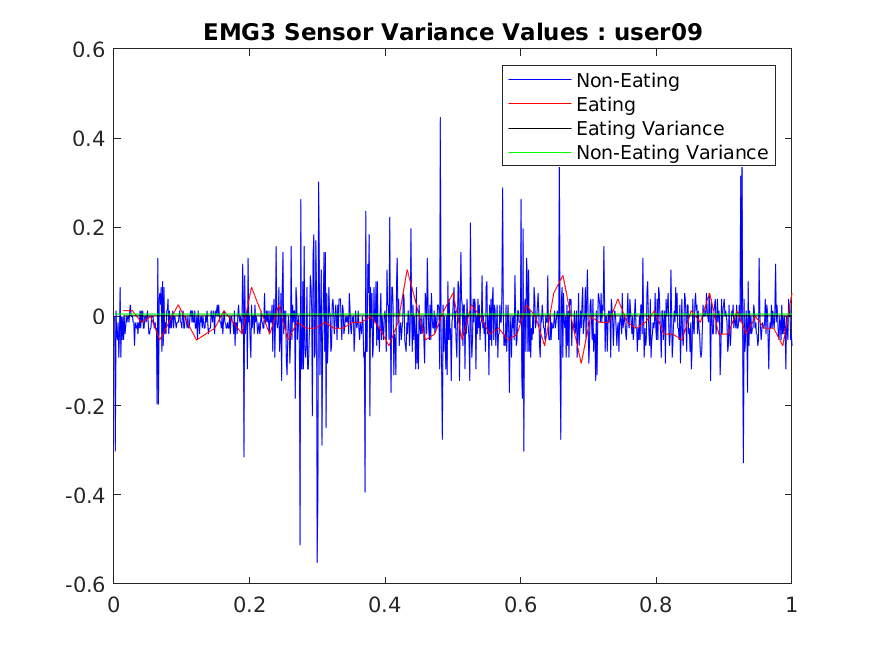 EMG3 Sensor Variance Values : user09
0.6
0.4
0.2
0
-0.2
-0.4
-0.6
Non-Eating
Eating
Eating Variance
Non-Eating Variance
0 0.2 0.4 0.6 0.8 1